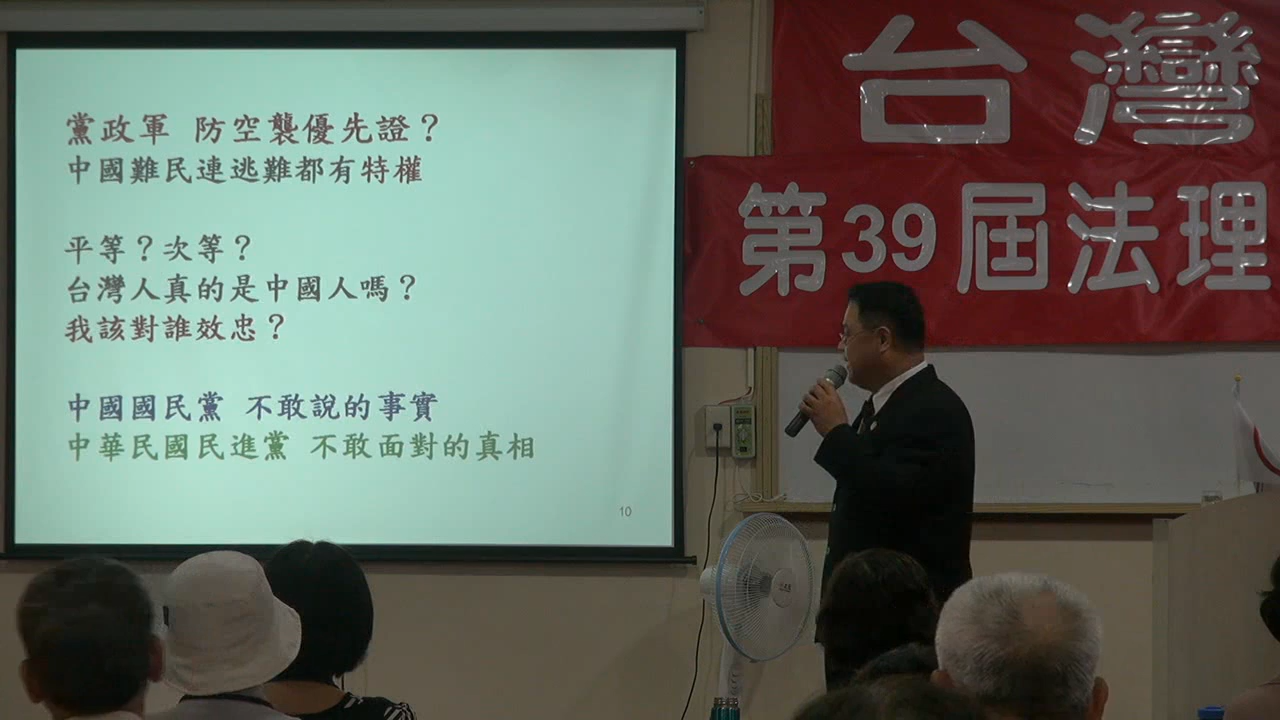 黨政軍 防空襲優先證？
中國難民連逃難都有特權
平等？次等？
台灣人真的是中國人嗎？
我該對誰效忠？
中國國民黨 不敢說的事實
中華民國民進黨 不敢面對的真相
10
台灣
第39屆法理